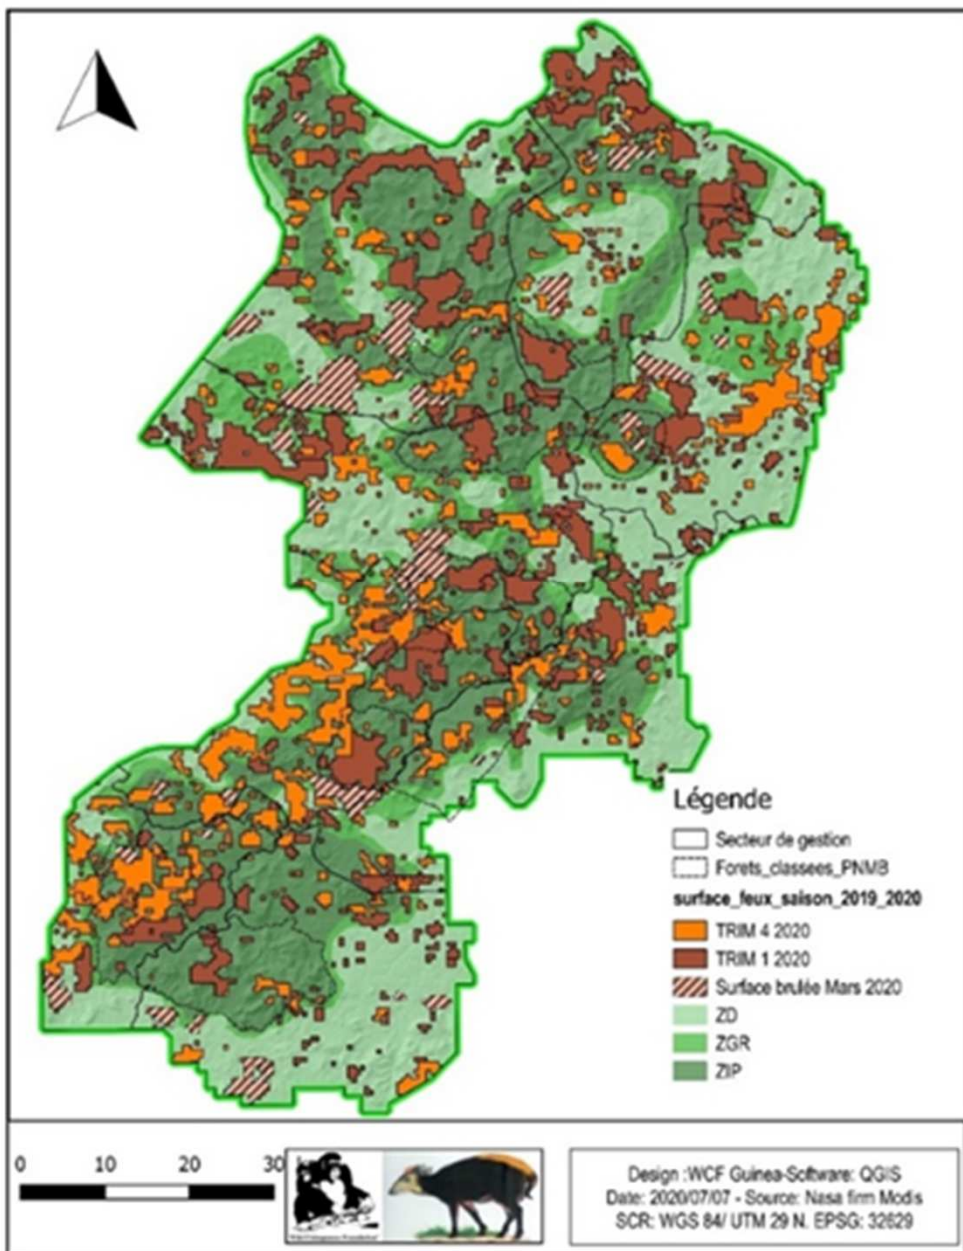 Légende
Secteur de gestion
Forets_classees_PNMB
surface_feux_saison_2019_2020
TRIM 4 2020
TRIM 1 2020
Surface brulée Mars 2020
ZD
ZGR
ZIP
0 10 20 30
Design :WCF Guinea-Software: QGIS
Date: 2020/07/07 - Source: Nasa firm Modis
SCR: WGS 84/ UTM 29 N. EPSG: 32629